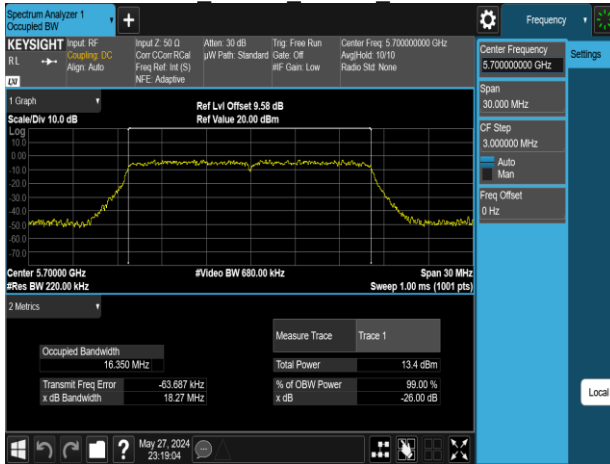 Spectrum Analyzer 1
Occupied BW
Frequency
KEYSIGHT
RL
LXI
Input: RF
Coupling: DC
Align: Auto
Input Z: 50 Ω
Corr CCorr RCal
Freq Ref: Int (S)
NFE: Adaptive
Atten: 30 dB
µW Path: Standard
Trig: Free Run
Gate: Off
#IF Gain: Low
Center Freq: 5.700000000 GHz
Avg|Hold: 10/10
Radio Std: None
Center Frequency
5.700000000 GHz
Settings
Span
30.000 MHz
CF Step
3.000000 MHz
Auto
Man
Freq Offset
0 Hz
Local
1 Graph
Scale/Div 10.0 dB
Ref Lvl Offset 9.58 dB
Ref Value 20.00 dBm
Log
10.0
0.00
-10.0
-20.0
-30.0
-40.0
-50.0
-60.0
-70.0
Center 5.70000 GHz
#Res BW 220.00 kHz
#Video BW 680.00 kHz
Span 30 MHz
Sweep 1.00 ms (1001 pts)
2 Metrics
Measure Trace Trace 1
Occupied Bandwidth
16.350 MHz
Total Power 13.4 dBm
Transmit Freq Error -63.687 kHz
% of OBW Power 99.00 %
x dB Bandwidth 18.27 MHz
x dB -26.00 dB
May 27, 2024
23:19:04